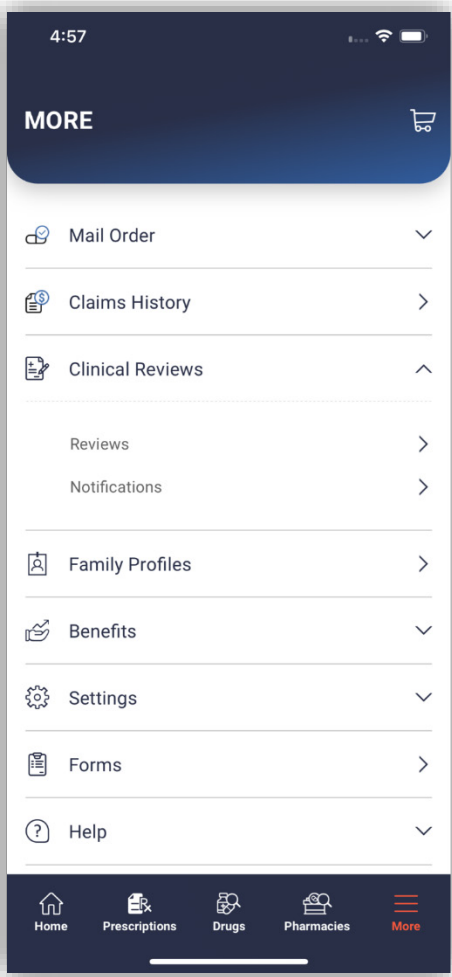 4:57
MORE
Mail Order
Claims History
Clinical Reviews
Reviews
Notifications
Family Profiles
Benefits
Settings
Forms
Help
Home Prescriptions Drugs Pharmacies More